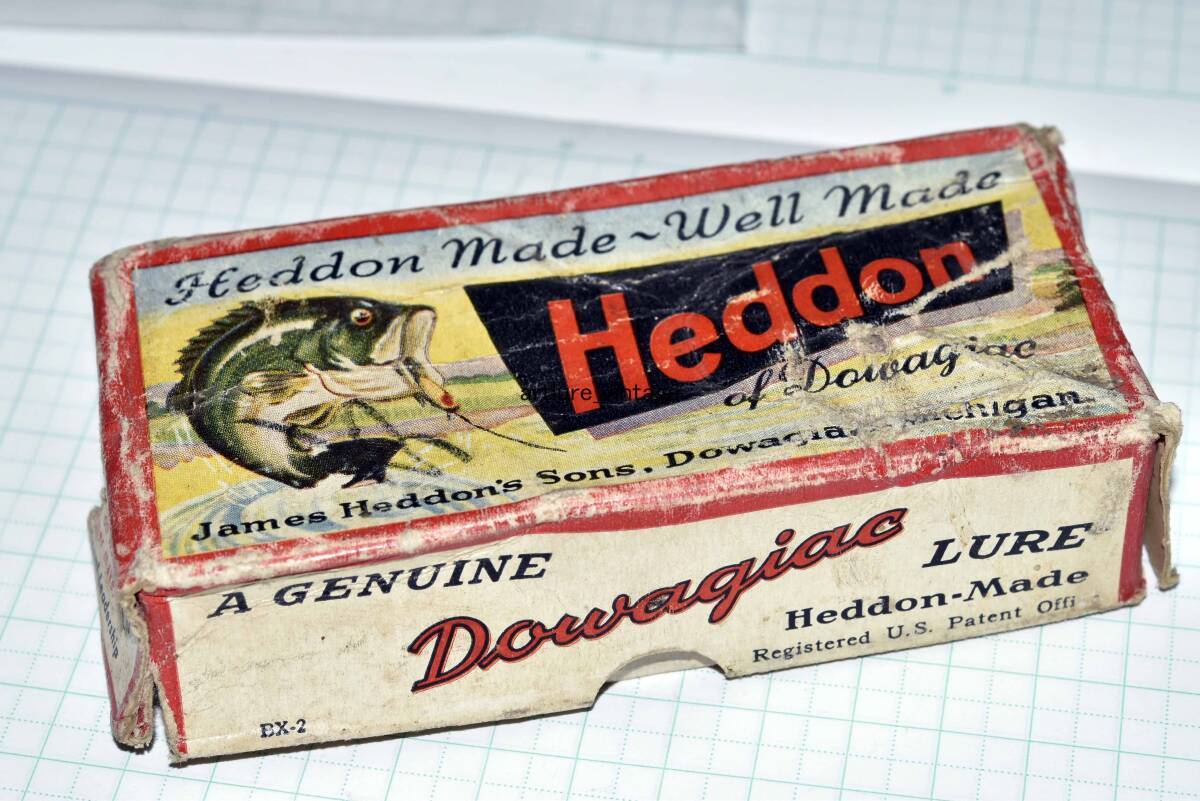 Heddon Made ~ Well Made
Heddon
of Dowagiac
James Heddon's Sons, Dowagiac, Michigan.
A GENUINE Dowagiac LURE
Heddon-Made
Registered U.S. Patent Offi
BX-2